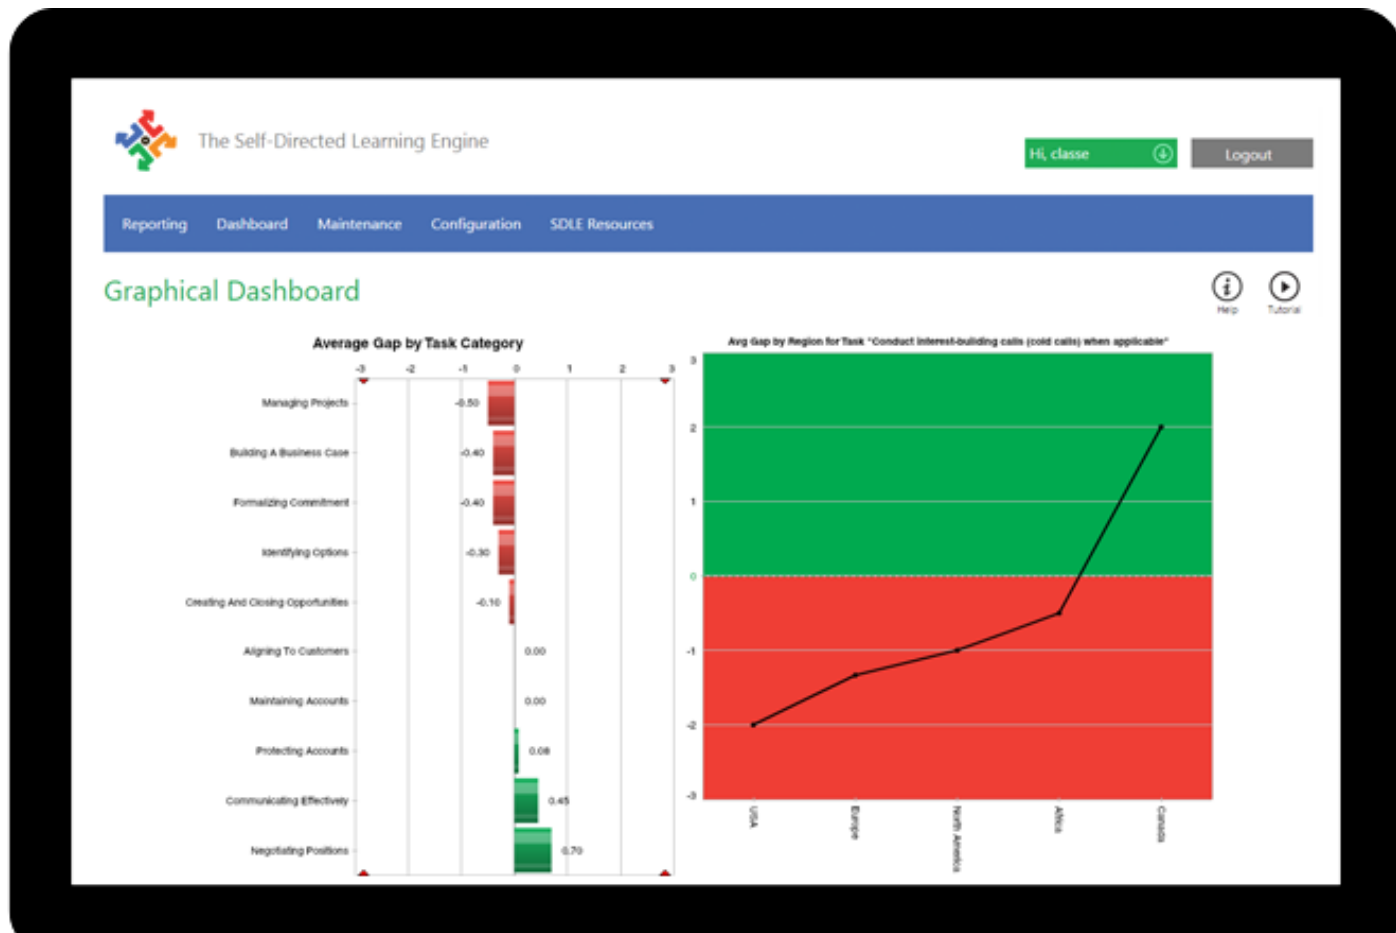 The Self-Directed Learning Engine
Hi, classe
Logout
Reporting Dashboard Maintenance Configuration SDLE Resources
Graphical Dashboard
Help
Tutorial
Average Gap by Task Category
-3 -2 -1 0 1 2 3
Managing Projects -0.50
Building A Business Case -0.40
Formalizing Commitment -0.40
Identifying Options -0.30
Creating And Closing Opportunities -0.10
Aligning To Customers 0.00
Maintaining Accounts 0.00
Protecting Accounts 0.08
Communicating Effectively 0.45
Negotiating Positions 0.70
Avg Gap by Region for Task "Conduct interest-building calls (cold calls) when applicable"
3
2
1
0
-1
-2
-3
USA
Europe
North America
Africa
Canada